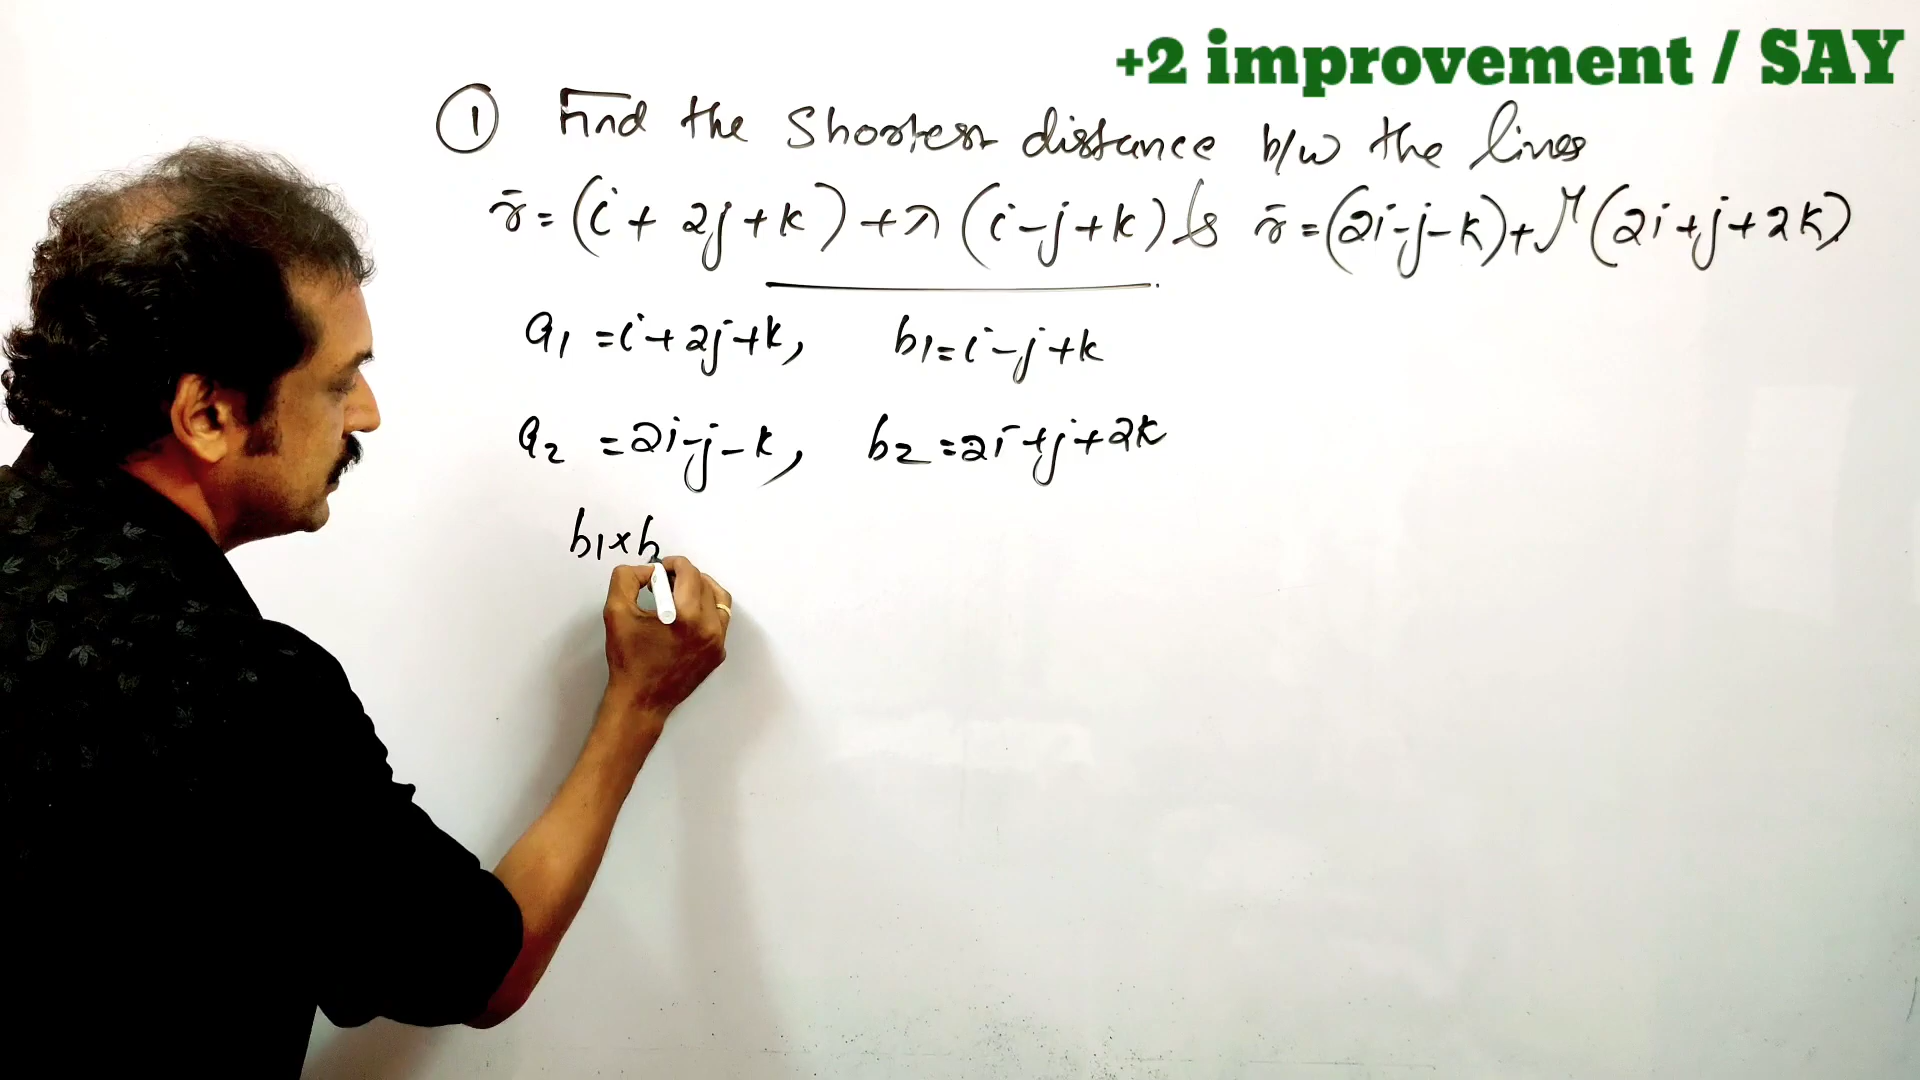 +2 improvement / SAY
① Find the Shortest distance b/w the lines
r̄ = (i + 2j + k) + λ (i - j + k) & r̄ = (2i - j - k) + μ (2i + j + 2k)
a₁ = i + 2j + k, b₁ = i - j + k
a₂ = 2i - j - k, b₂ = 2i + j + 2k
b₁ × b